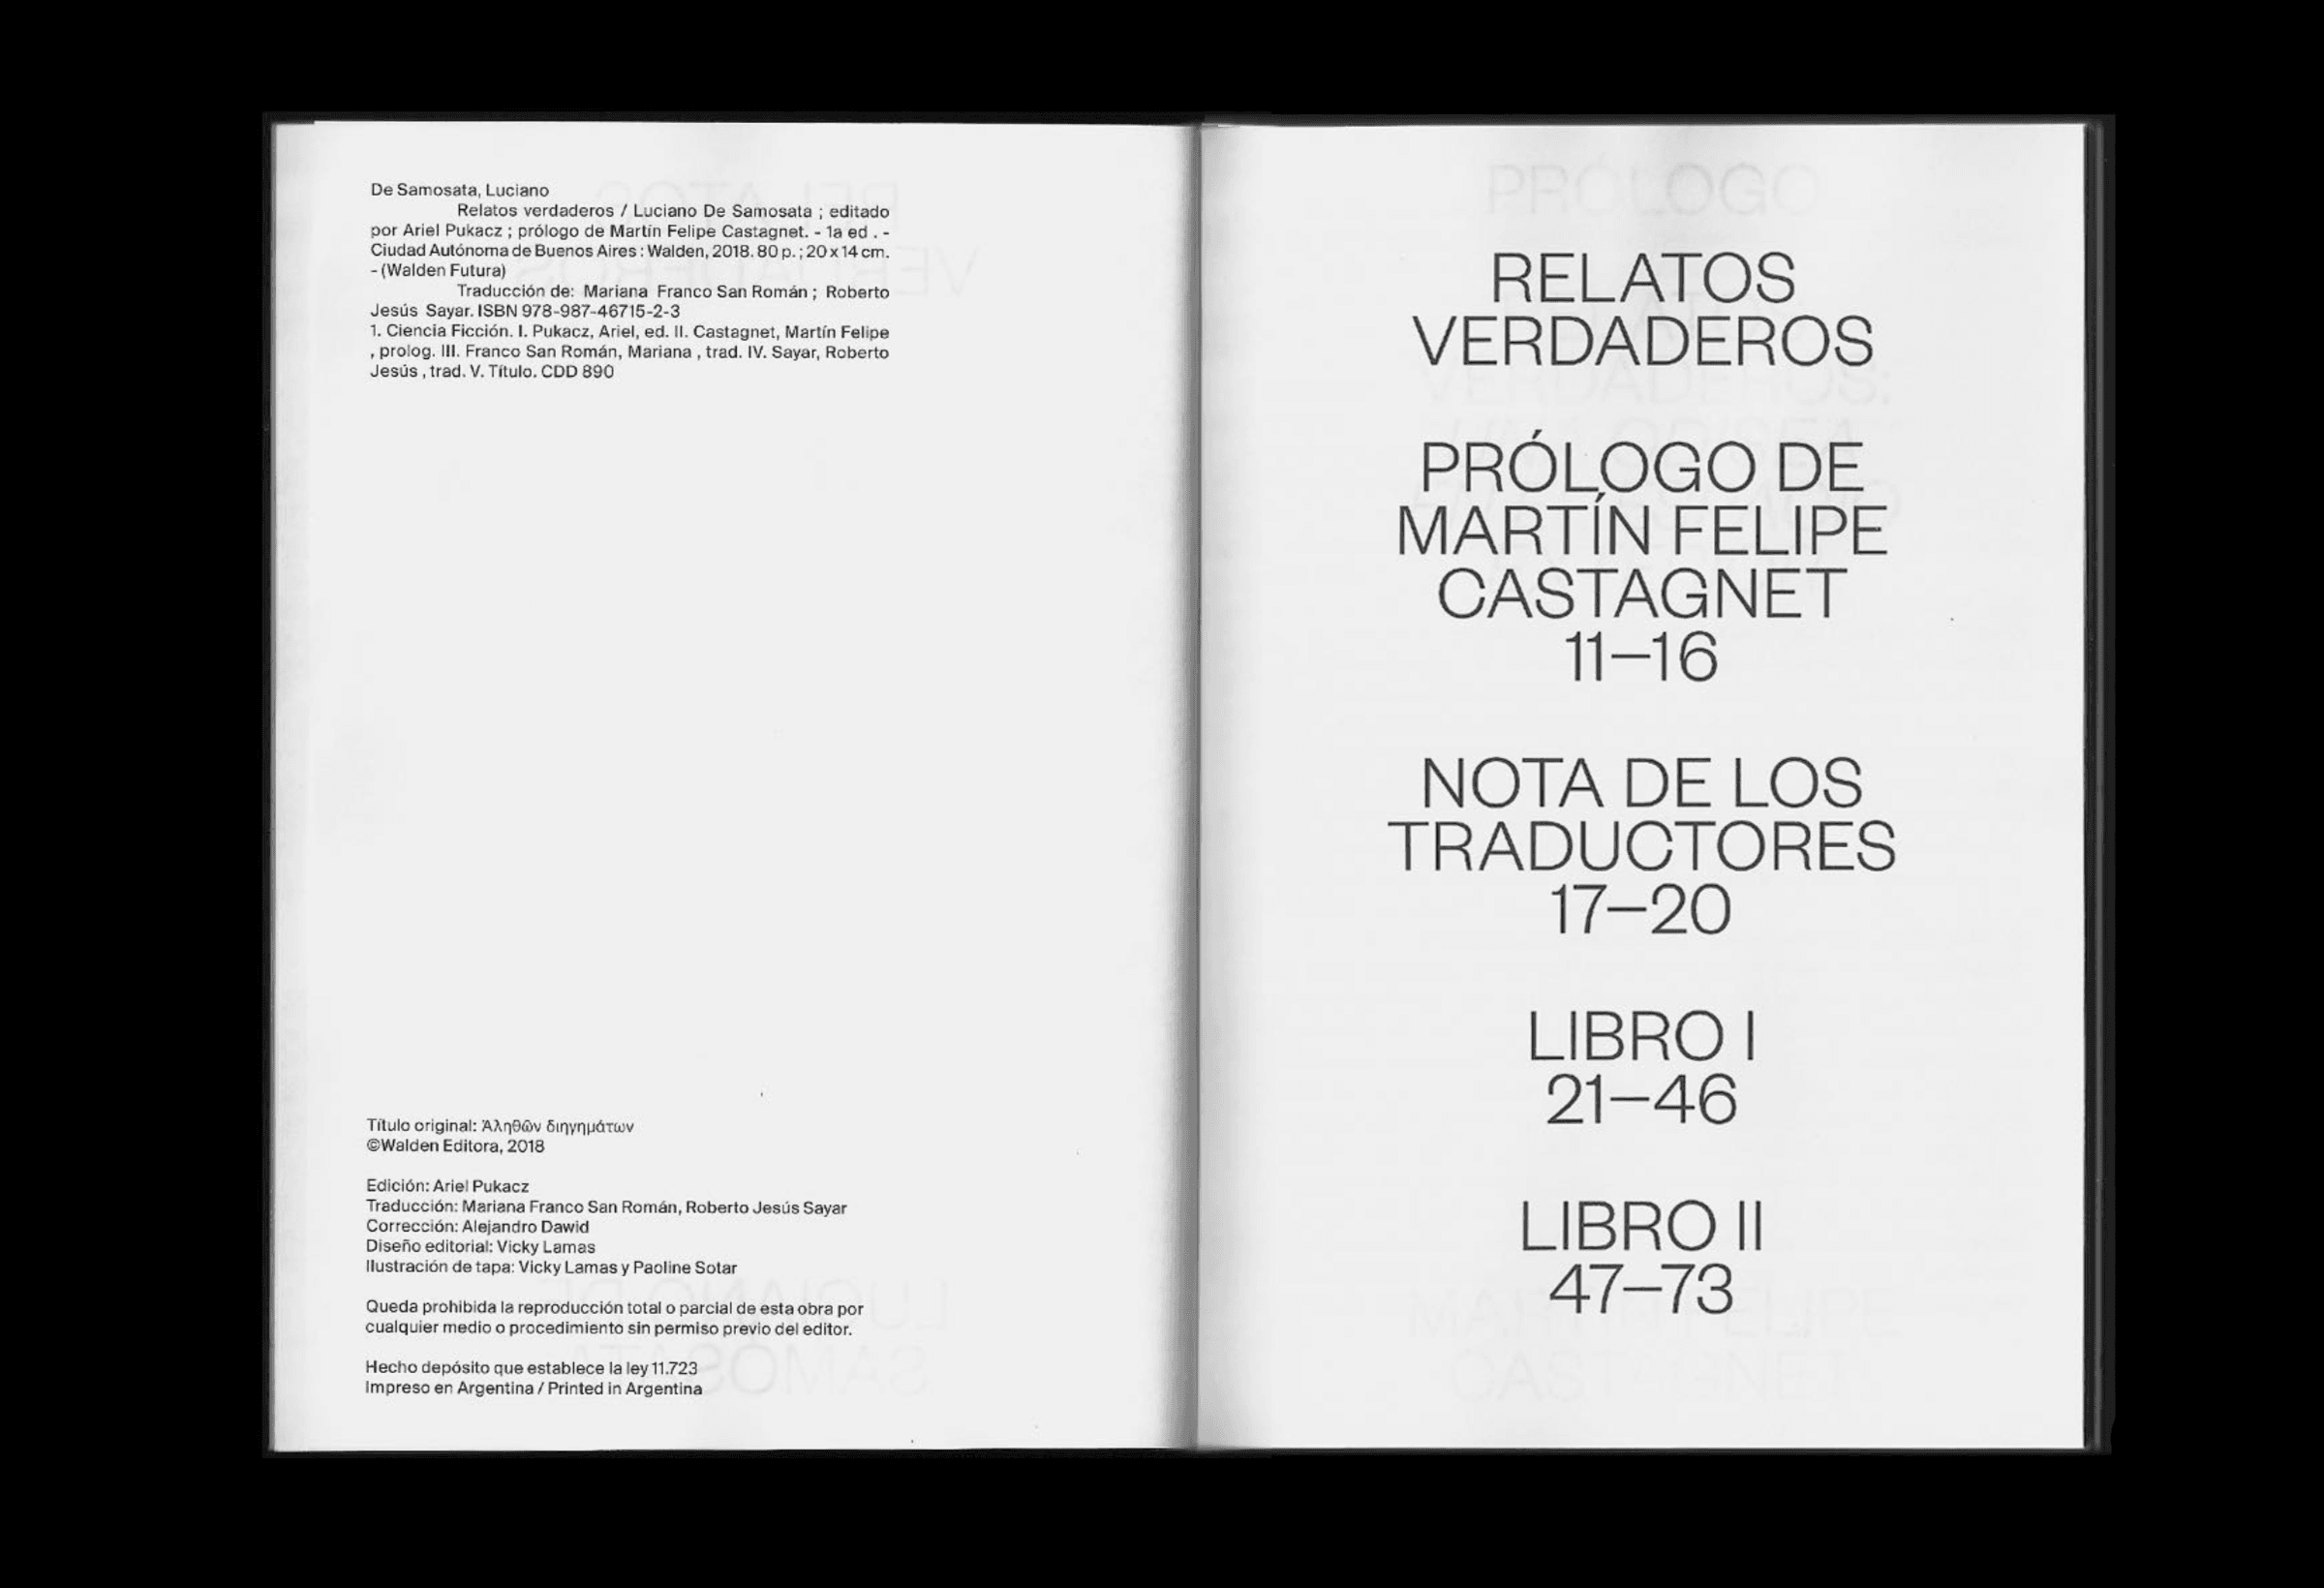 De Samosata, Luciano
Relatos verdaderos / Luciano De Samosata ; editado
por Ariel Pukacz ; prólogo de Martín Felipe Castagnet. - 1a ed . -
Ciudad Autónoma de Buenos Aires : Walden, 2018. 80 p. ; 20 x 14 cm.
- (Walden Futura)
Traducción de: Mariana Franco San Román ; Roberto
Jesús Sayar. ISBN 978-987-46715-2-3
1. Ciencia Ficción. I. Pukacz, Ariel, ed. II. Castagnet, Martín Felipe
, prolog. III. Franco San Román, Mariana , trad. IV. Sayar, Roberto
Jesús , trad. V. Título. CDD 890
Título original: Ἀληθῶν διηγημάτων
©Walden Editora, 2018
Edición: Ariel Pukacz
Traducción: Mariana Franco San Román, Roberto Jesús Sayar
Corrección: Alejandro Dawid
Diseño editorial: Vicky Lamas
Ilustración de tapa: Vicky Lamas y Paoline Sotar
Queda prohibida la reproducción total o parcial de esta obra por
cualquier medio o procedimiento sin permiso previo del editor.
Hecho depósito que establece la ley 11.723
Impreso en Argentina / Printed in Argentina
RELATOS
VERDADEROS
PRÓLOGO DE
MARTÍN FELIPE
CASTAGNET
11—16
NOTA DE LOS
TRADUCTORES
17—20
LIBRO I
21—46
LIBRO II
47—73